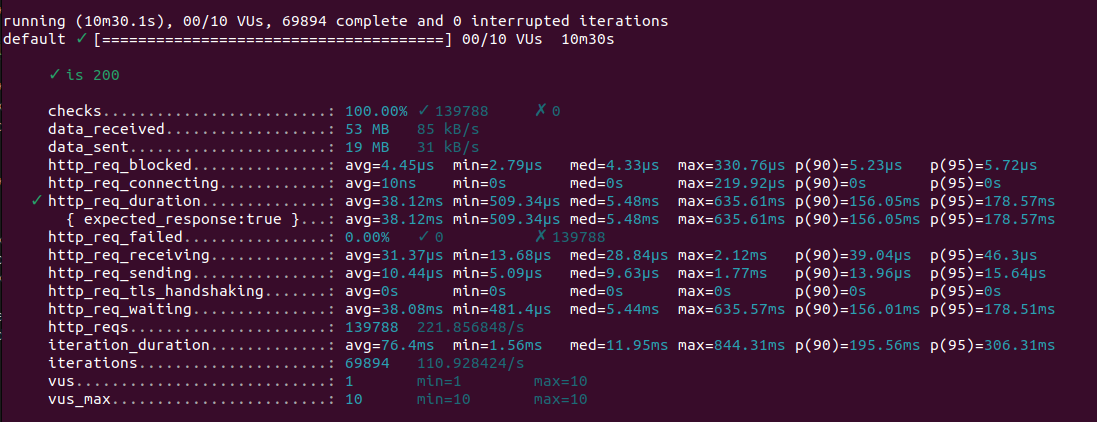 running (10m30.1s), 00/10 VUs, 69894 complete and 0 interrupted iterations
default ✓ [======================================] 00/10 VUs  10m30s

     ✓ is 200

     checks.........................: 100.00% ✓ 139788     ✗ 0
     data_received..................: 53 MB   85 kB/s
     data_sent......................: 19 MB   31 kB/s
     http_req_blocked...............: avg=4.45µs  min=2.79µs   med=4.33µs  max=330.76µs p(90)=5.23µs   p(95)=5.72µs
     http_req_connecting............: avg=10ns    min=0s       med=0s      max=219.92µs p(90)=0s       p(95)=0s
   ✓ http_req_duration..............: avg=38.12ms min=509.34µs med=5.48ms  max=635.61ms p(90)=156.05ms p(95)=178.57ms
       { expected_response:true }...: avg=38.12ms min=509.34µs med=5.48ms  max=635.61ms p(90)=156.05ms p(95)=178.57ms
     http_req_failed................: 0.00%   ✓ 0          ✗ 139788
     http_req_receiving.............: avg=31.37µs min=13.68µs  med=28.84µs max=2.12ms   p(90)=39.04µs  p(95)=46.3µs
     http_req_sending...............: avg=10.44µs min=5.09µs   med=9.63µs  max=1.77ms   p(90)=13.96µs  p(95)=15.64µs
     http_req_tls_handshaking.......: avg=0s      min=0s       med=0s      max=0s       p(90)=0s       p(95)=0s
     http_req_waiting...............: avg=38.08ms min=481.4µs  med=5.44ms  max=635.57ms p(90)=156.01ms p(95)=178.51ms
     http_reqs......................: 139788  221.856848/s
     iteration_duration.............: avg=76.4ms  min=1.56ms   med=11.95ms max=844.31ms p(90)=195.56ms p(95)=306.31ms
     iterations.....................: 69894   110.928424/s
     vus............................: 1       min=1        max=10
     vus_max........................: 10      min=10       max=10